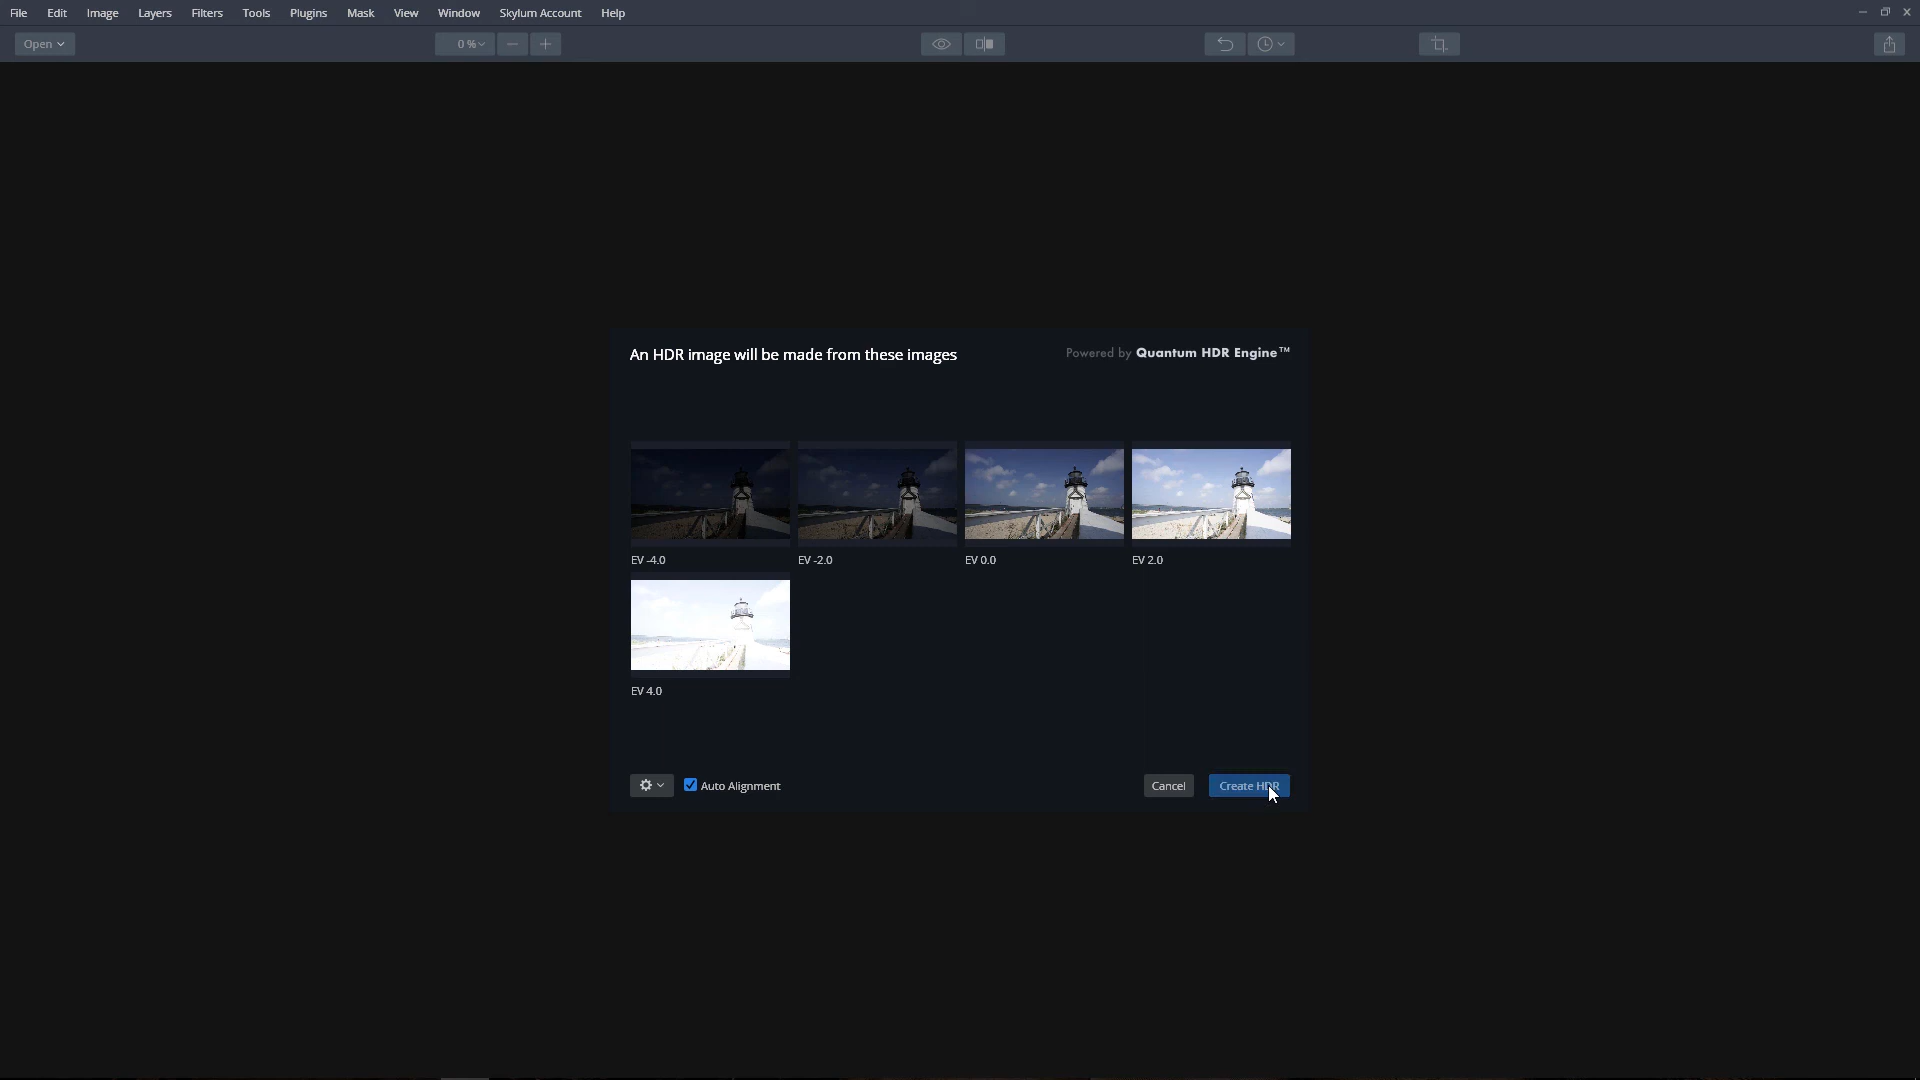 File Edit Image Layers Filters Tools Plugins Mask View Window Skylum Account Help
Open 0 %
An HDR image will be made from these images Powered by Quantum HDR Engine™
EV -4.0 EV -2.0 EV 0.0 EV 2.0
EV 4.0
Auto Alignment Cancel Create HDR